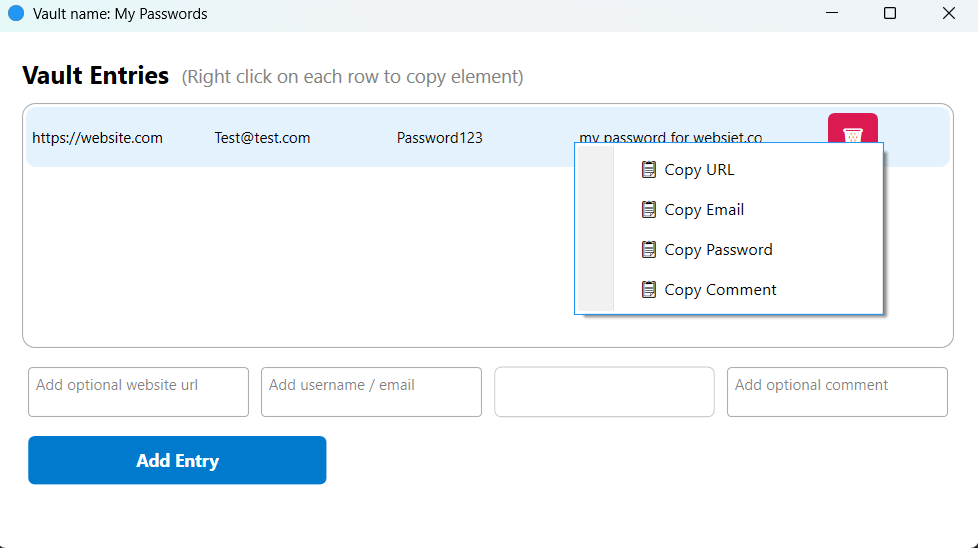 Vault name: My Passwords
Vault Entries (Right click on each row to copy element)
https://website.com Test@test.com Password123 my password for websiet.co
Copy URL
Copy Email
Copy Password
Copy Comment
Add optional website url Add username / email Add optional comment
Add Entry